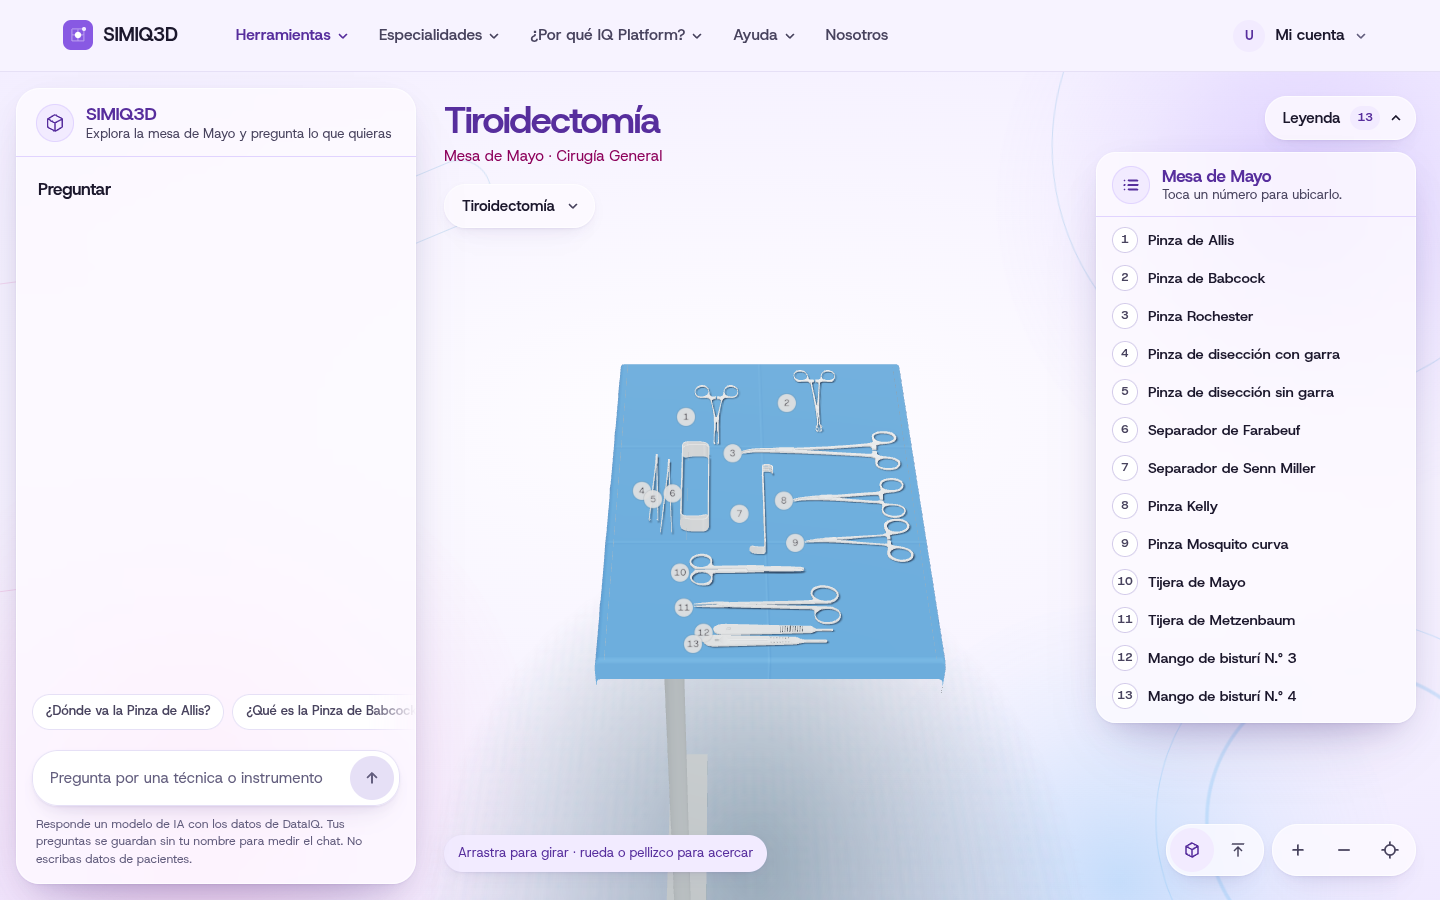 SIMIQ3D
Herramientas
Especialidades
¿Por qué IQ Platform?
Ayuda
Nosotros
U
Mi cuenta
SIMIQ3D
Explora la mesa de Mayo y pregunta lo que quieras
Preguntar
¿Dónde va la Pinza de Allis?
¿Qué es la Pinza de Babcock
Pregunta por una técnica o instrumento
Responde un modelo de IA con los datos de DataIQ. Tus
preguntas se guardan sin tu nombre para medir el chat. No
escribas datos de pacientes.
Tiroidectomía
Mesa de Mayo · Cirugía General
Tiroidectomía
1
2
3
4
5
6
7
8
9
10
11
12
13
Arrastra para girar · rueda o pellizco para acercar
Leyenda 13
Mesa de Mayo
Toca un número para ubicarlo.
1 Pinza de Allis
2 Pinza de Babcock
3 Pinza Rochester
4 Pinza de disección con garra
5 Pinza de disección sin garra
6 Separador de Farabeuf
7 Separador de Senn Miller
8 Pinza Kelly
9 Pinza Mosquito curva
10 Tijera de Mayo
11 Tijera de Metzenbaum
12 Mango de bisturí N.° 3
13 Mango de bisturí N.° 4